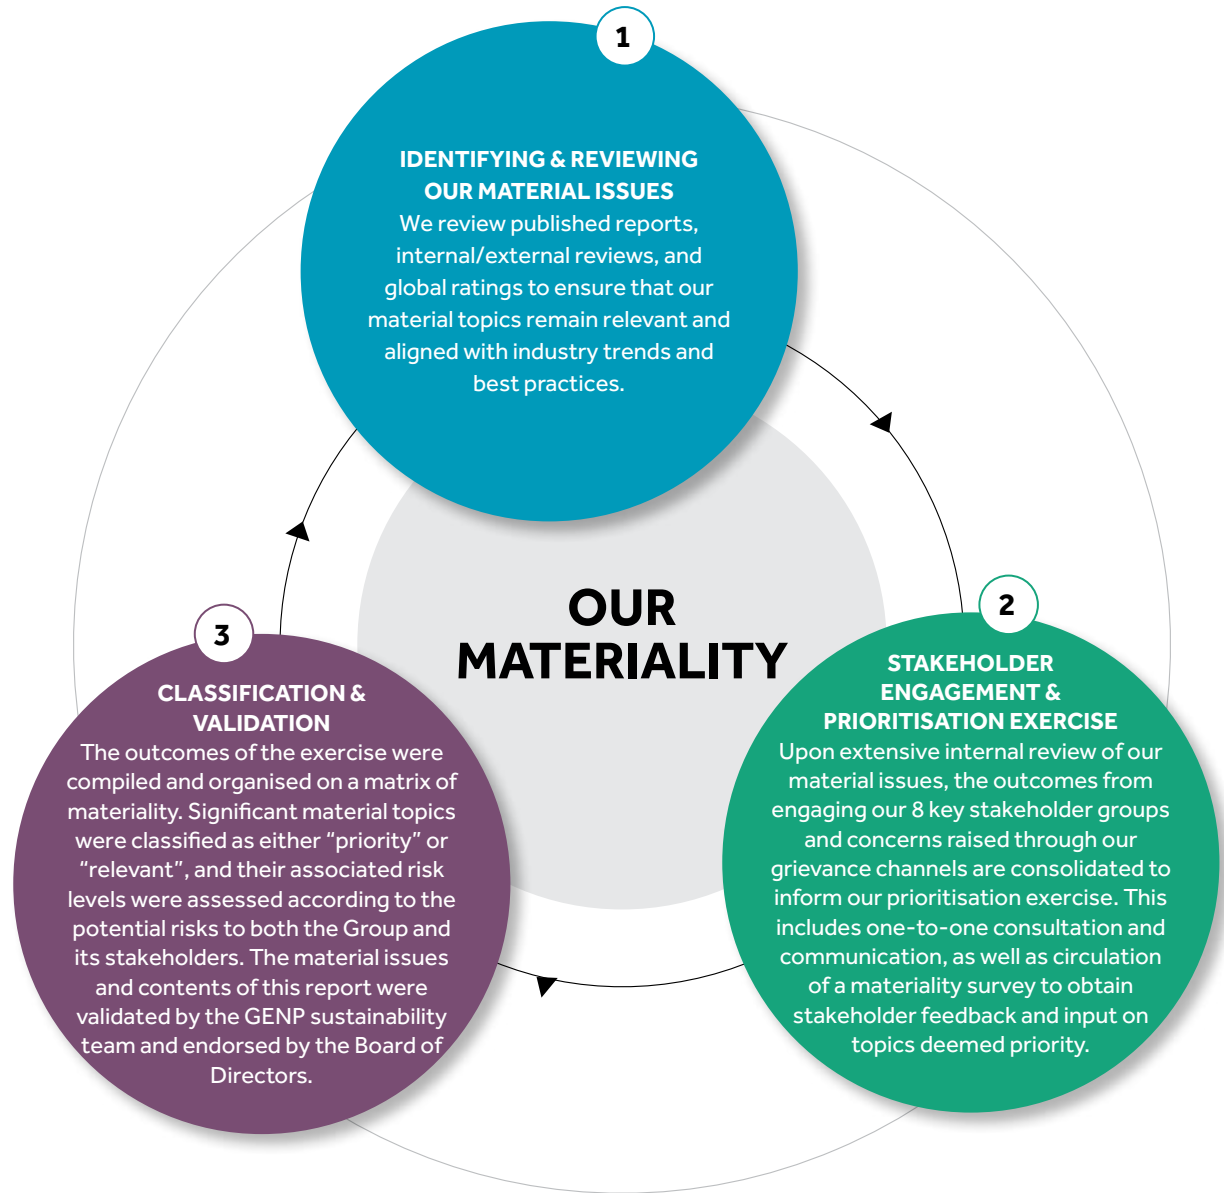 1
IDENTIFYING & REVIEWING
OUR MATERIAL ISSUES
We review published reports,
internal/external reviews, and
global ratings to ensure that our
material topics remain relevant and
aligned with industry trends and
best practices.
OUR
MATERIALITY
2
STAKEHOLDER
ENGAGEMENT &
PRIORITISATION EXERCISE
Upon extensive internal review of our
material issues, the outcomes from
engaging our 8 key stakeholder groups
and concerns raised through our
grievance channels are consolidated to
inform our prioritisation exercise. This
includes one-to-one consultation and
communication, as well as circulation
of a materiality survey to obtain
stakeholder feedback and input on
topics deemed priority.
3
CLASSIFICATION &
VALIDATION
The outcomes of the exercise were
compiled and organised on a matrix of
materiality. Significant material topics
were classified as either “priority” or
“relevant”, and their associated risk
levels were assessed according to the
potential risks to both the Group and
its stakeholders. The material issues
and contents of this report were
validated by the GENP sustainability
team and endorsed by the Board of
Directors.